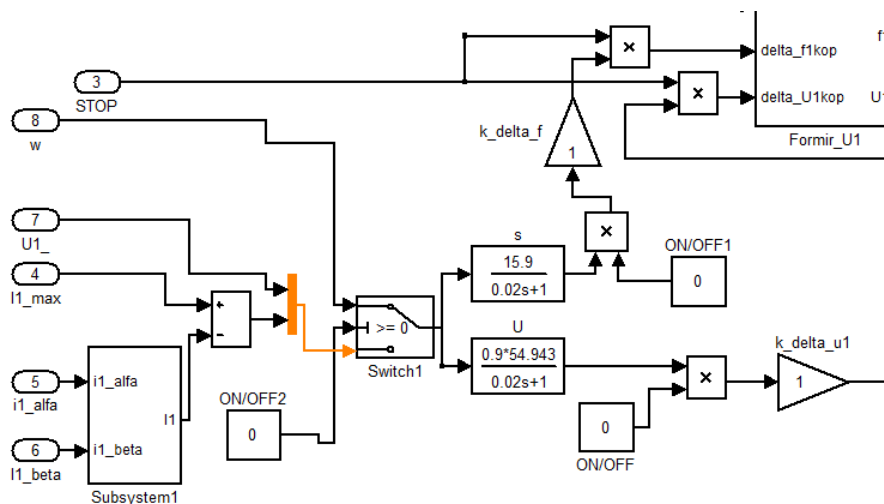 3
STOP
8
w
7
U1_
4
I1_max
5
i1_alfa
6
I1_beta
i1_alfa
i1_beta
I1
Subsystem1
+
-
ON/OFF2
0
>= 0
Switch1
s
15.9
0.02s+1
U
0.9*54.943
0.02s+1
k_delta_f
1
×
×
×
ON/OFF1
0
×
ON/OFF
0
k_delta_u1
1
delta_f1kop
delta_U1kop
f1
U1
Formir_U1